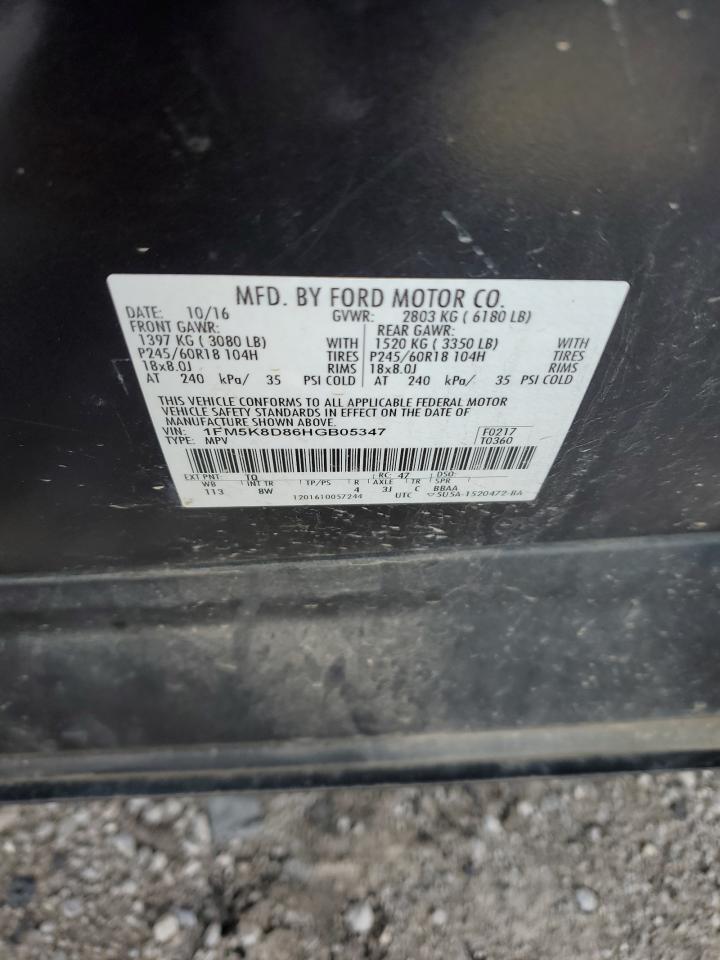 MFD. BY FORD MOTOR CO.
DATE: 10/16 GVWR: 2803 KG ( 6180 LB)
FRONT GAWR: REAR GAWR:
1397 KG ( 3080 LB) WITH 1520 KG ( 3350 LB) WITH
P245/60R18 104H TIRES P245/60R18 104H TIRES
18x8.0J RIMS 18x8.0J RIMS
AT 240 kPa/ 35 PSI COLD AT 240 kPa/ 35 PSI COLD
THIS VEHICLE CONFORMS TO ALL APPLICABLE FEDERAL MOTOR
VEHICLE SAFETY STANDARDS IN EFFECT ON THE DATE OF
MANUFACTURE SHOWN ABOVE.
VIN: 1FM5K8D86HGB05347 F0217
TYPE: MPV T0360
EXT PNT: TQ RC: 47 DSO:
WB INT TR TP/PS R AXLE TR SPR
113 8W 4 3J C BBAA
1201610057244 UTC ▽5U5A-1520472-BA